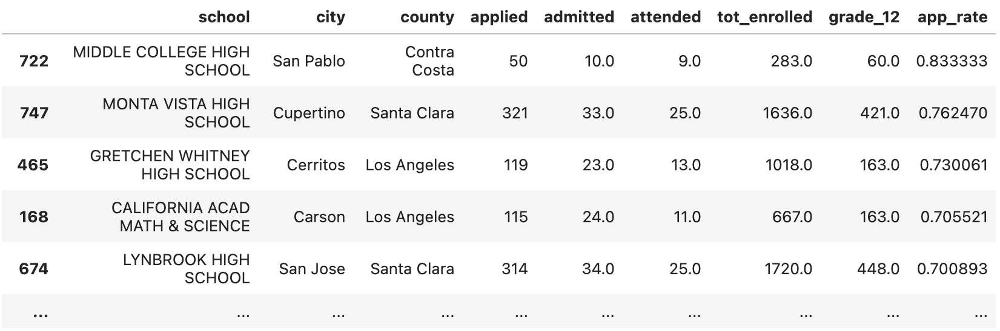 school city county applied admitted attended tot_enrolled grade_12 app_rate
722 MIDDLE COLLEGE HIGH SCHOOL San Pablo Contra Costa 50 10.0 9.0 283.0 60.0 0.833333
747 MONTA VISTA HIGH SCHOOL Cupertino Santa Clara 321 33.0 25.0 1636.0 421.0 0.762470
465 GRETCHEN WHITNEY HIGH SCHOOL Cerritos Los Angeles 119 23.0 13.0 1018.0 163.0 0.730061
168 CALIFORNIA ACAD MATH & SCIENCE Carson Los Angeles 115 24.0 11.0 667.0 163.0 0.705521
674 LYNBROOK HIGH SCHOOL San Jose Santa Clara 314 34.0 25.0 1720.0 448.0 0.700893
... ... ... ... ... ... ... ... ... ...